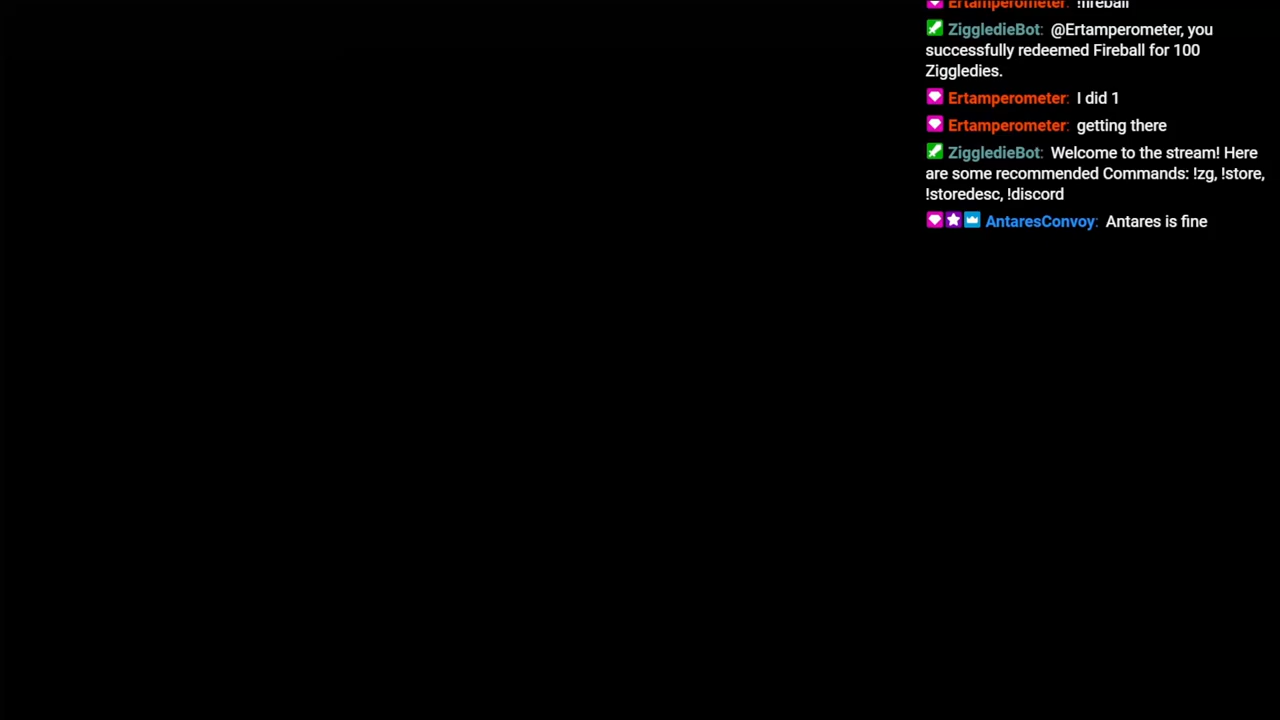 Ertamperometer: !fireball
ZiggledieBot: @Ertamperometer, you
successfully redeemed Fireball for 100
Ziggledies.
Ertamperometer: I did 1
Ertamperometer: getting there
ZiggledieBot: Welcome to the stream! Here
are some recommended Commands: !zg, !store,
!storedesc, !discord
AntaresConvoy: Antares is fine